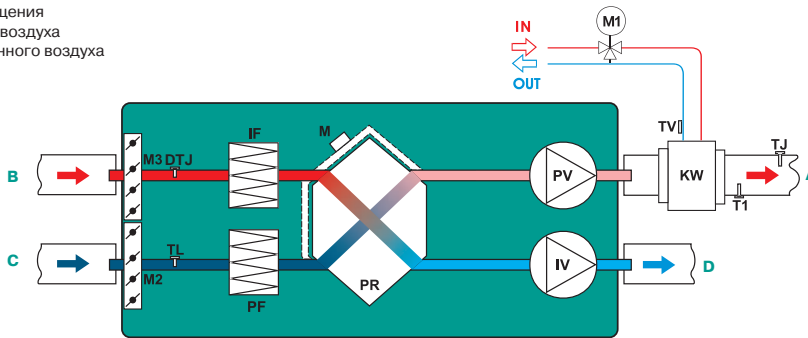 щения
воздуха
нного воздуха
IN
M1
OUT
TV
TJ
KW
T1
M
IF
M3 DTJ
B
PV
C
TL
M2
PF
PR
IV
D